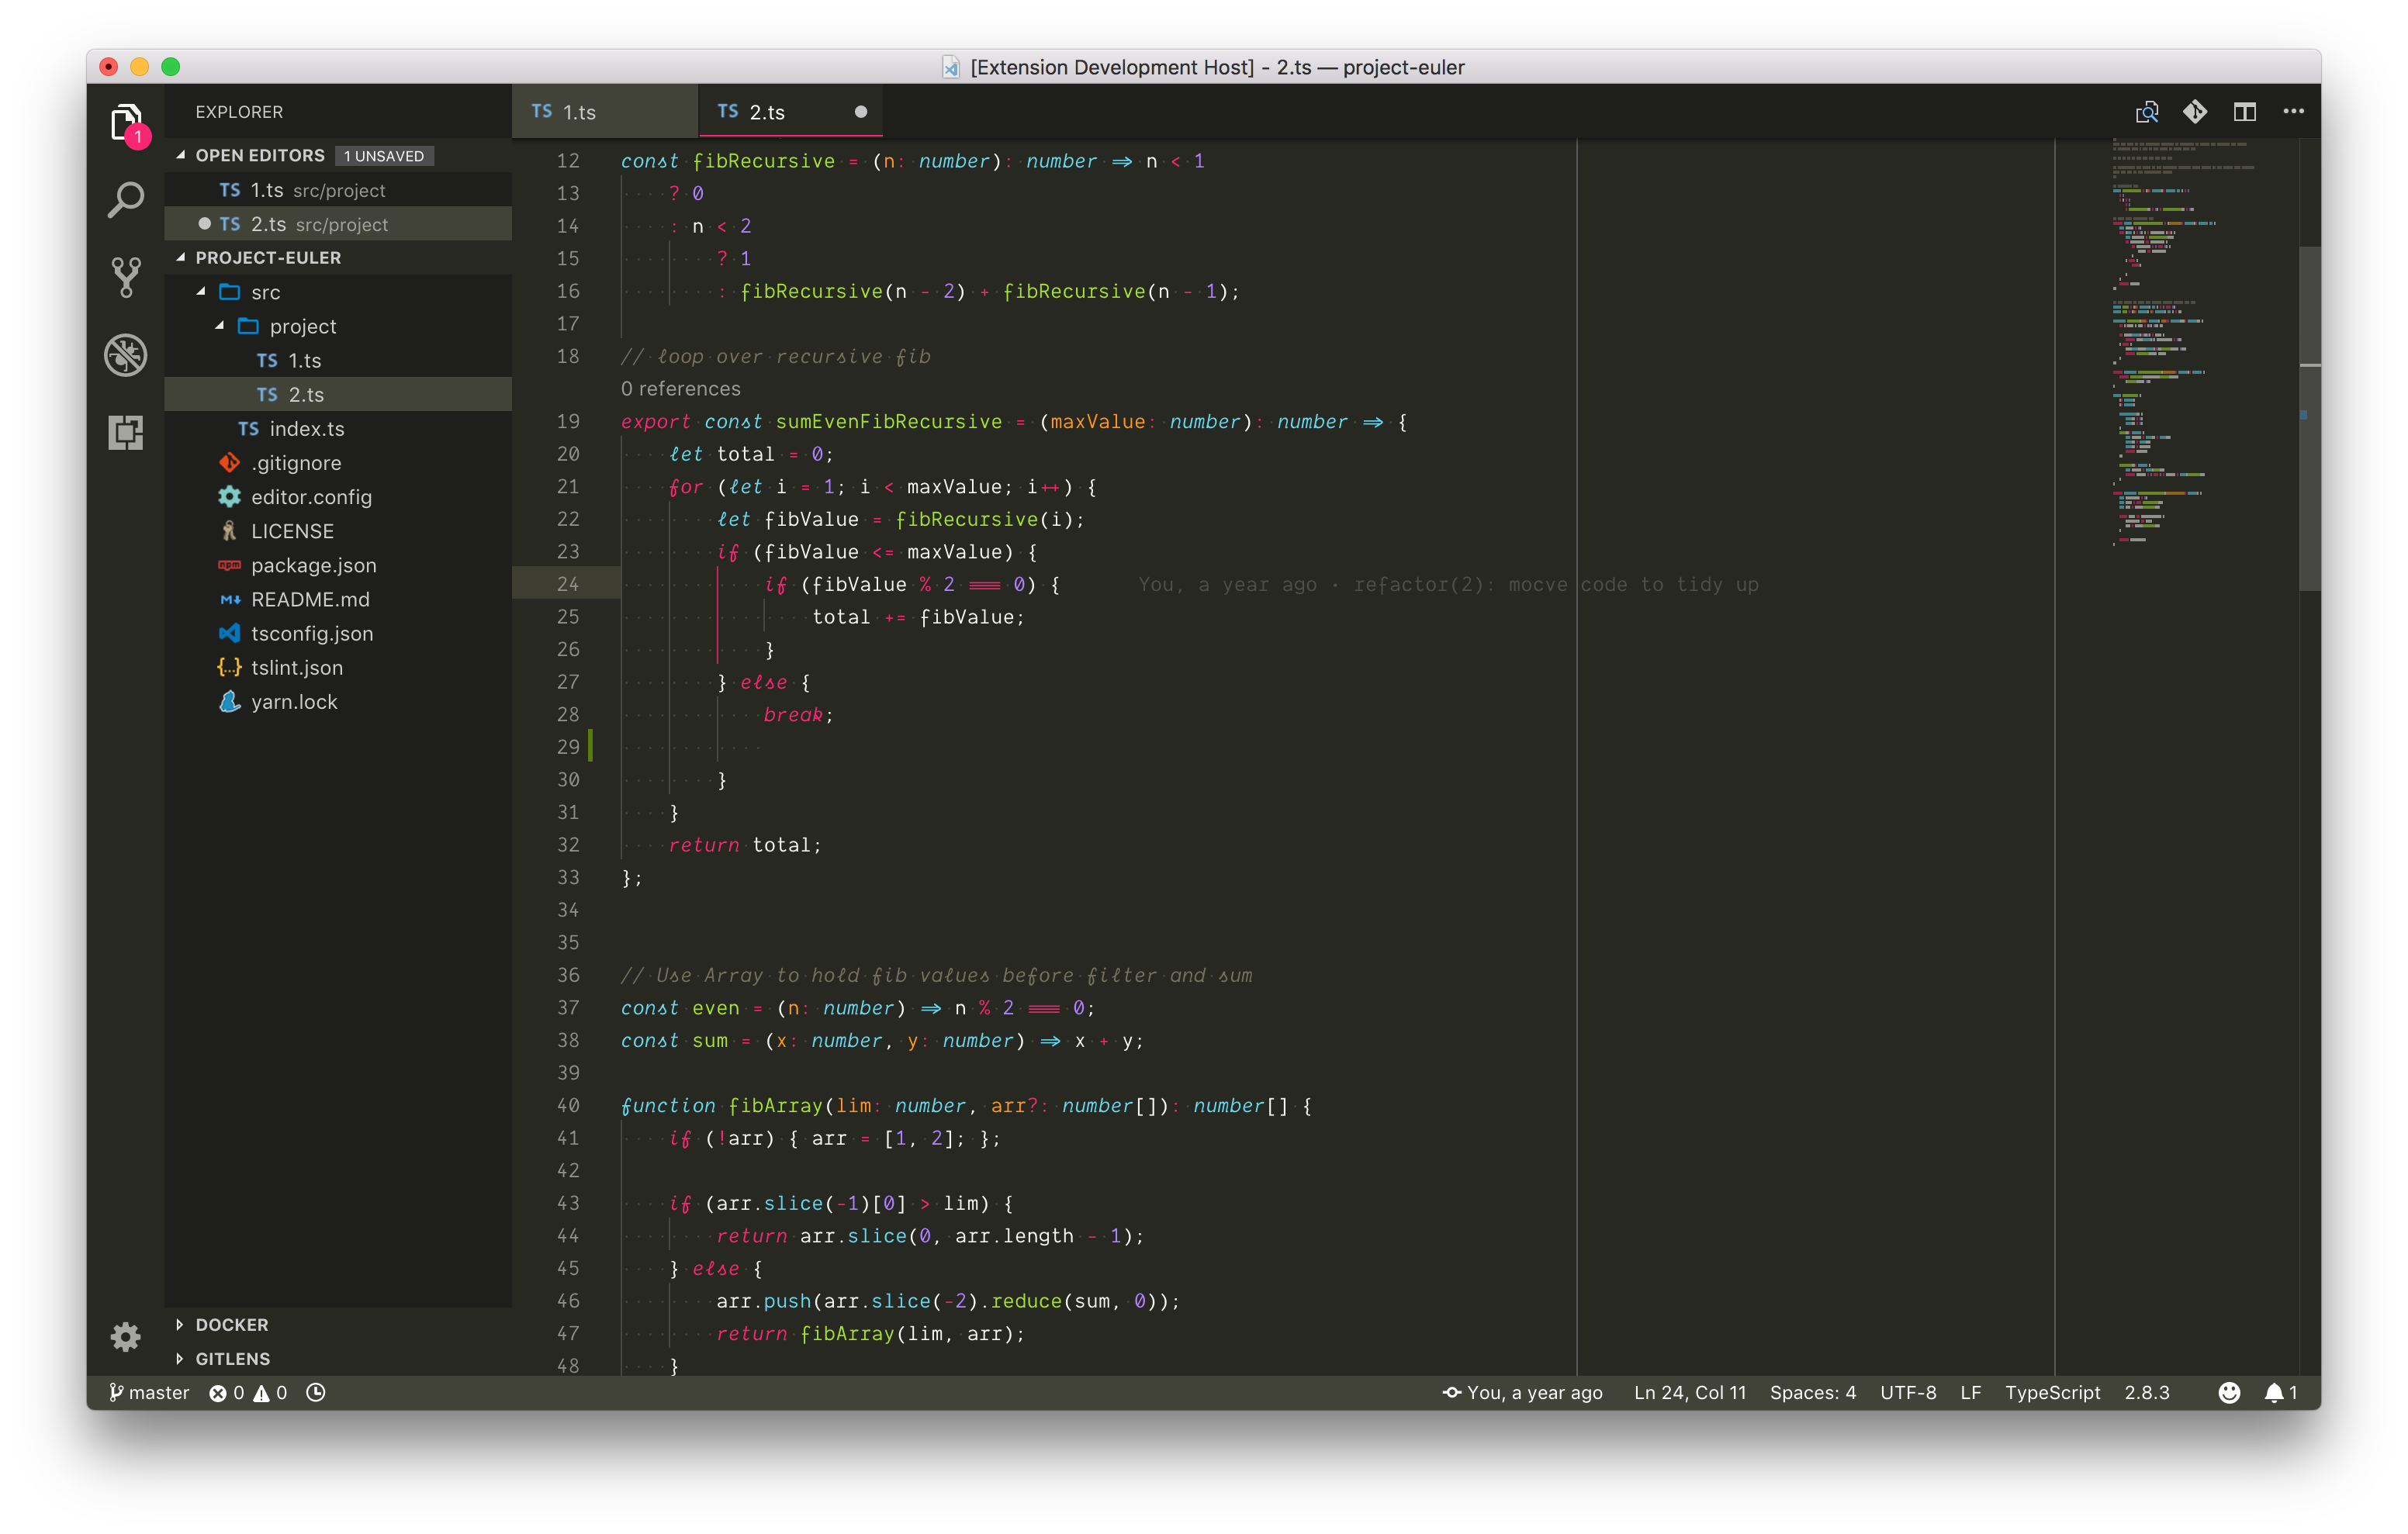 [Extension Development Host] - 2.ts — project-euler
EXPLORER
TS 1.ts
TS 2.ts
1
OPEN EDITORS 1 UNSAVED
TS 1.ts src/project
TS 2.ts src/project
PROJECT-EULER
src
project
TS 1.ts
TS 2.ts
TS index.ts
.gitignore
editor.config
LICENSE
npm package.json
M↓ README.md
tsconfig.json
{..} tslint.json
yarn.lock
DOCKER
GITLENS
12 const fibRecursive = (n: number): number => n < 1
13 ? 0
14 : n < 2
15 ? 1
16 : fibRecursive(n - 2) + fibRecursive(n - 1);
17
18 // loop over recursive fib
0 references
19 export const sumEvenFibRecursive = (maxValue: number): number => {
20 let total = 0;
21 for (let i = 1; i < maxValue; i++) {
22 let fibValue = fibRecursive(i);
23 if (fibValue <= maxValue) {
24 if (fibValue % 2 === 0) { You, a year ago • refactor(2): mocve code to tidy up
25 total += fibValue;
26 }
27 } else {
28 break;
29
30 }
31 }
32 return total;
33 };
34
35
36 // Use Array to hold fib values before filter and sum
37 const even = (n: number) => n % 2 === 0;
38 const sum = (x: number, y: number) => x + y;
39
40 function fibArray(lim: number, arr?: number[]): number[] {
41 if (!arr) { arr = [1, 2]; };
42
43 if (arr.slice(-1)[0] > lim) {
44 return arr.slice(0, arr.length - 1);
45 } else {
46 arr.push(arr.slice(-2).reduce(sum, 0));
47 return fibArray(lim, arr);
48 }
master 0 0 You, a year ago Ln 24, Col 11 Spaces: 4 UTF-8 LF TypeScript 2.8.3 1